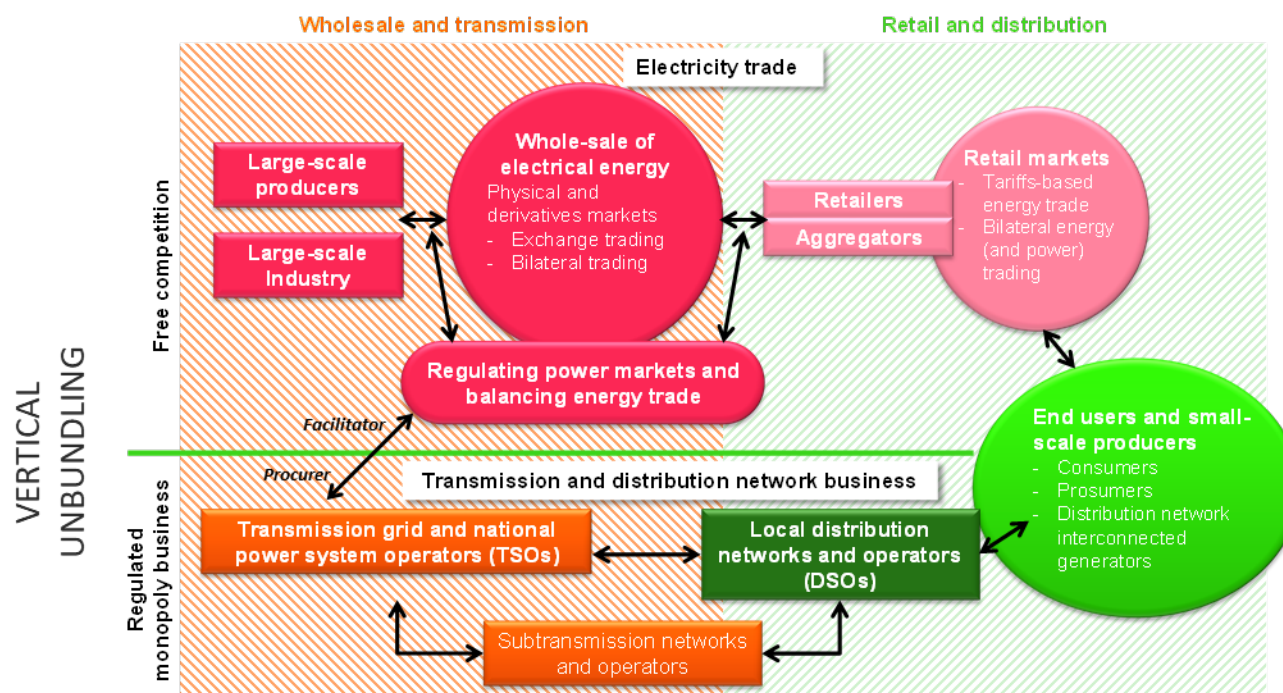 Wholesale and transmission
Retail and distribution
Electricity trade
Whole-sale of
electrical energy
Physical and
derivatives markets
- Exchange trading
- Bilateral trading
Large-scale
producers
Large-scale
Industry
Retailers
Aggregators
Retail markets
- Tariffs-based
energy trade
- Bilateral energy
(and power)
trading
Free competition
Regulating power markets and
balancing energy trade
Facilitator
Procurer
VERTICAL
UNBUNDLING
End users and small-
scale producers
- Consumers
- Prosumers
- Distribution network
interconnected
generators
Transmission and distribution network business
Regulated
monopoly business
Transmission grid and national
power system operators (TSOs)
Local distribution
networks and operators
(DSOs)
Subtransmission networks
and operators